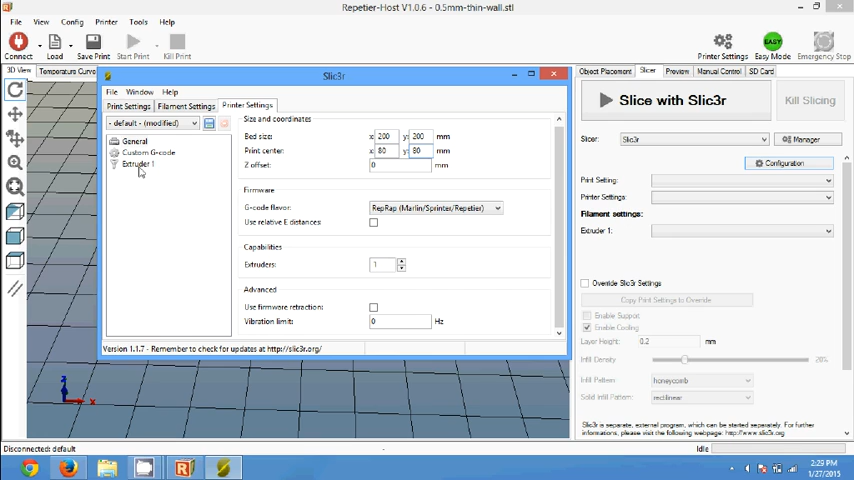 Repetier-Host V1.0.6 - 0.5mm-thin-wall.stl
File View Config Printer Tools Help
Connect Load Save Print Start Print Kill Print Printer Settings Easy Mode Emergency Stop
EASY
3D View Temperature Curve Object Placement Slicer Preview Manual Control SD Card
Slic3r
File Window Help
Print Settings Filament Settings Printer Settings
- default - (modified)
General
Custom G-code
Extruder 1
Size and coordinates
Bed size: x: 200 y: 200 mm
Print center: x: 80 y: 80 mm
Z offset: 0 mm
Firmware
G-code flavor: RepRap (Marlin/Sprinter/Repetier)
Use relative E distances:
Capabilities
Extruders: 1
Advanced
Use firmware retraction:
Vibration limit: 0 Hz
Version 1.1.7 - Remember to check for updates at http://slic3r.org/
Slice with Slic3r Kill Slicing
Slicer: Slic3r Manager
Configuration
Print Setting:
Printer Settings:
Filament settings:
Extruder 1:
Override Slic3r Settings
Copy Print Settings to Override
Enable Support
Enable Cooling
Layer Height: 0.2 mm
Infill Density 20%
Infill Pattern: honeycomb
Solid Infill Pattern: rectilinear
Slic3r is separate, external program, which can be started separately. For further
informations, please visit the following webpage: http://www.slic3r.org
Z
X
Disconnected: default - Idle
2:29 PM
1/27/2015